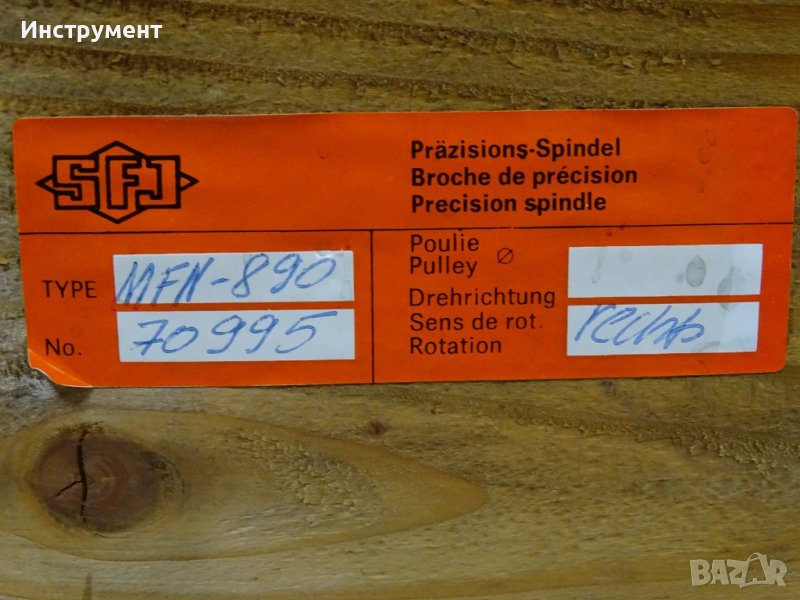 Инструмент
SFJ
Präzisions-Spindel
Broche de précision
Precision spindle
TYPE MFN-890
No. 70995
Poulie
Pulley Ø
Drehrichtung
Sens de rot.
Rotation
rechts
BAZAR